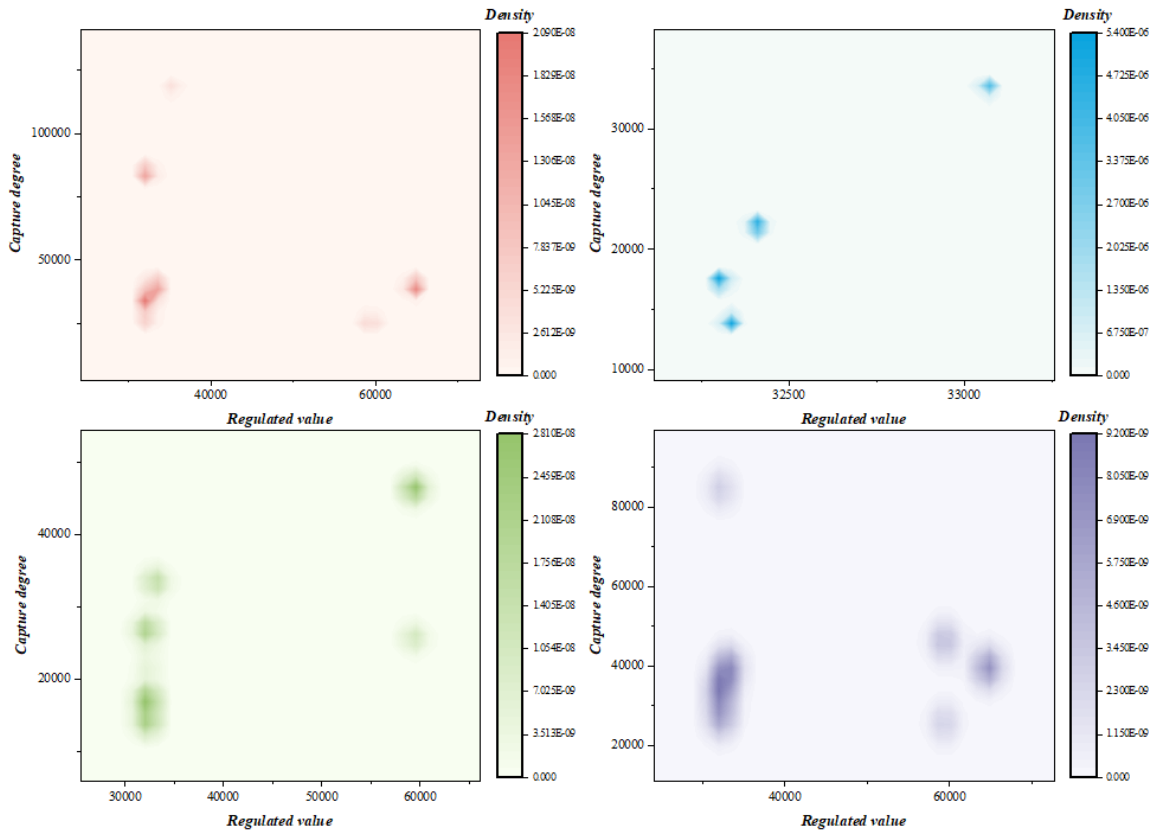 Density
2.090E-08
1.829E-08
1.568E-08
1.306E-08
1.045E-08
7.837E-09
5.225E-09
2.612E-09
0.000
100000
50000
Capture degree
40000
60000
Regulated value
Density
5.400E-06
4.725E-06
4.050E-06
3.375E-06
2.700E-06
2.025E-06
1.350E-06
6.750E-07
0.000
30000
20000
10000
Capture degree
32500
33000
Regulated value
Density
2.810E-08
2.459E-08
2.108E-08
1.756E-08
1.405E-08
1.054E-08
7.025E-09
3.513E-09
0.000
40000
20000
Capture degree
30000
40000
50000
60000
Regulated value
Density
9.200E-09
8.050E-09
6.900E-09
5.750E-09
4.600E-09
3.450E-09
2.300E-09
1.150E-09
0.000
80000
60000
40000
20000
Capture degree
40000
60000
Regulated value